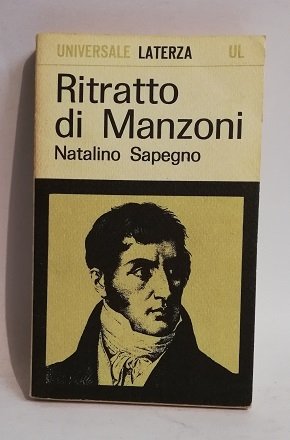 UNIVERSALE LATERZA UL
Ritratto
di Manzoni
Natalino Sapegno